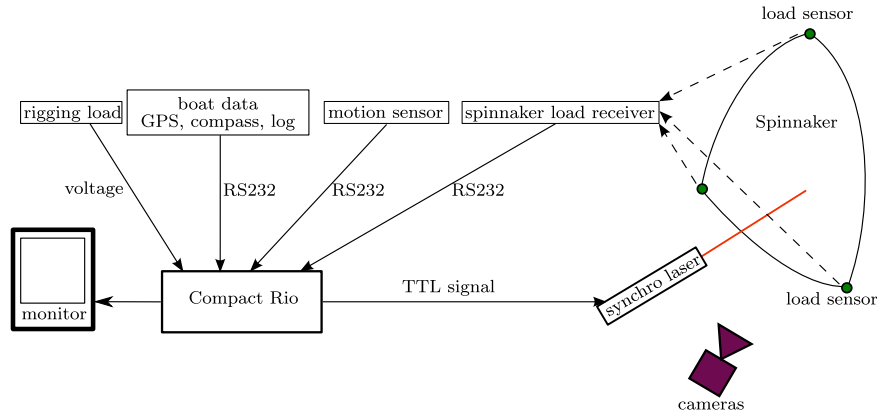 load sensor
rigging load
boat data
GPS, compass, log
motion sensor
spinnaker load receiver
Spinnaker
voltage
RS232
RS232
RS232
synchro laser
TTL signal
Compact Rio
load sensor
monitor
cameras